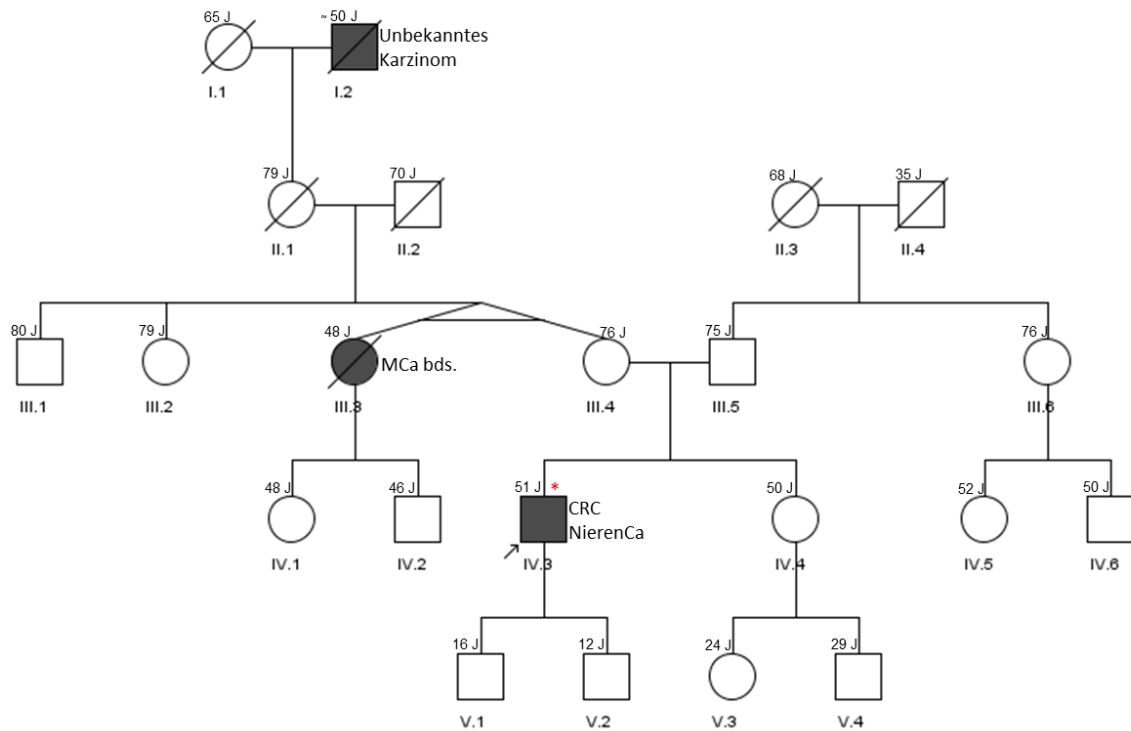 65 J
~ 50 J
Unbekanntes
Karzinom
I.1
I.2
79 J
70 J
68 J
35 J
II.1
II.2
II.3
II.4
80 J
79 J
48 J
MCa bds.
76 J
75 J
76 J
III.1
III.2
III.3
III.4
III.5
III.6
48 J
46 J
51 J *
CRC
NierenCa
50 J
52 J
50 J
IV.1
IV.2
IV.3
IV.4
IV.5
IV.6
16 J
12 J
24 J
29 J
V.1
V.2
V.3
V.4